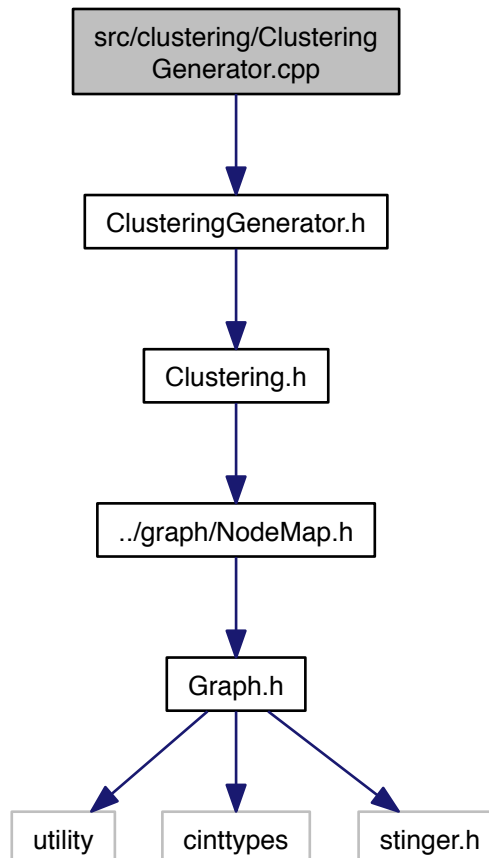 src/clustering/Clustering
Generator.cpp
ClusteringGenerator.h
Clustering.h
../graph/NodeMap.h
Graph.h
utility
cinttypes
stinger.h